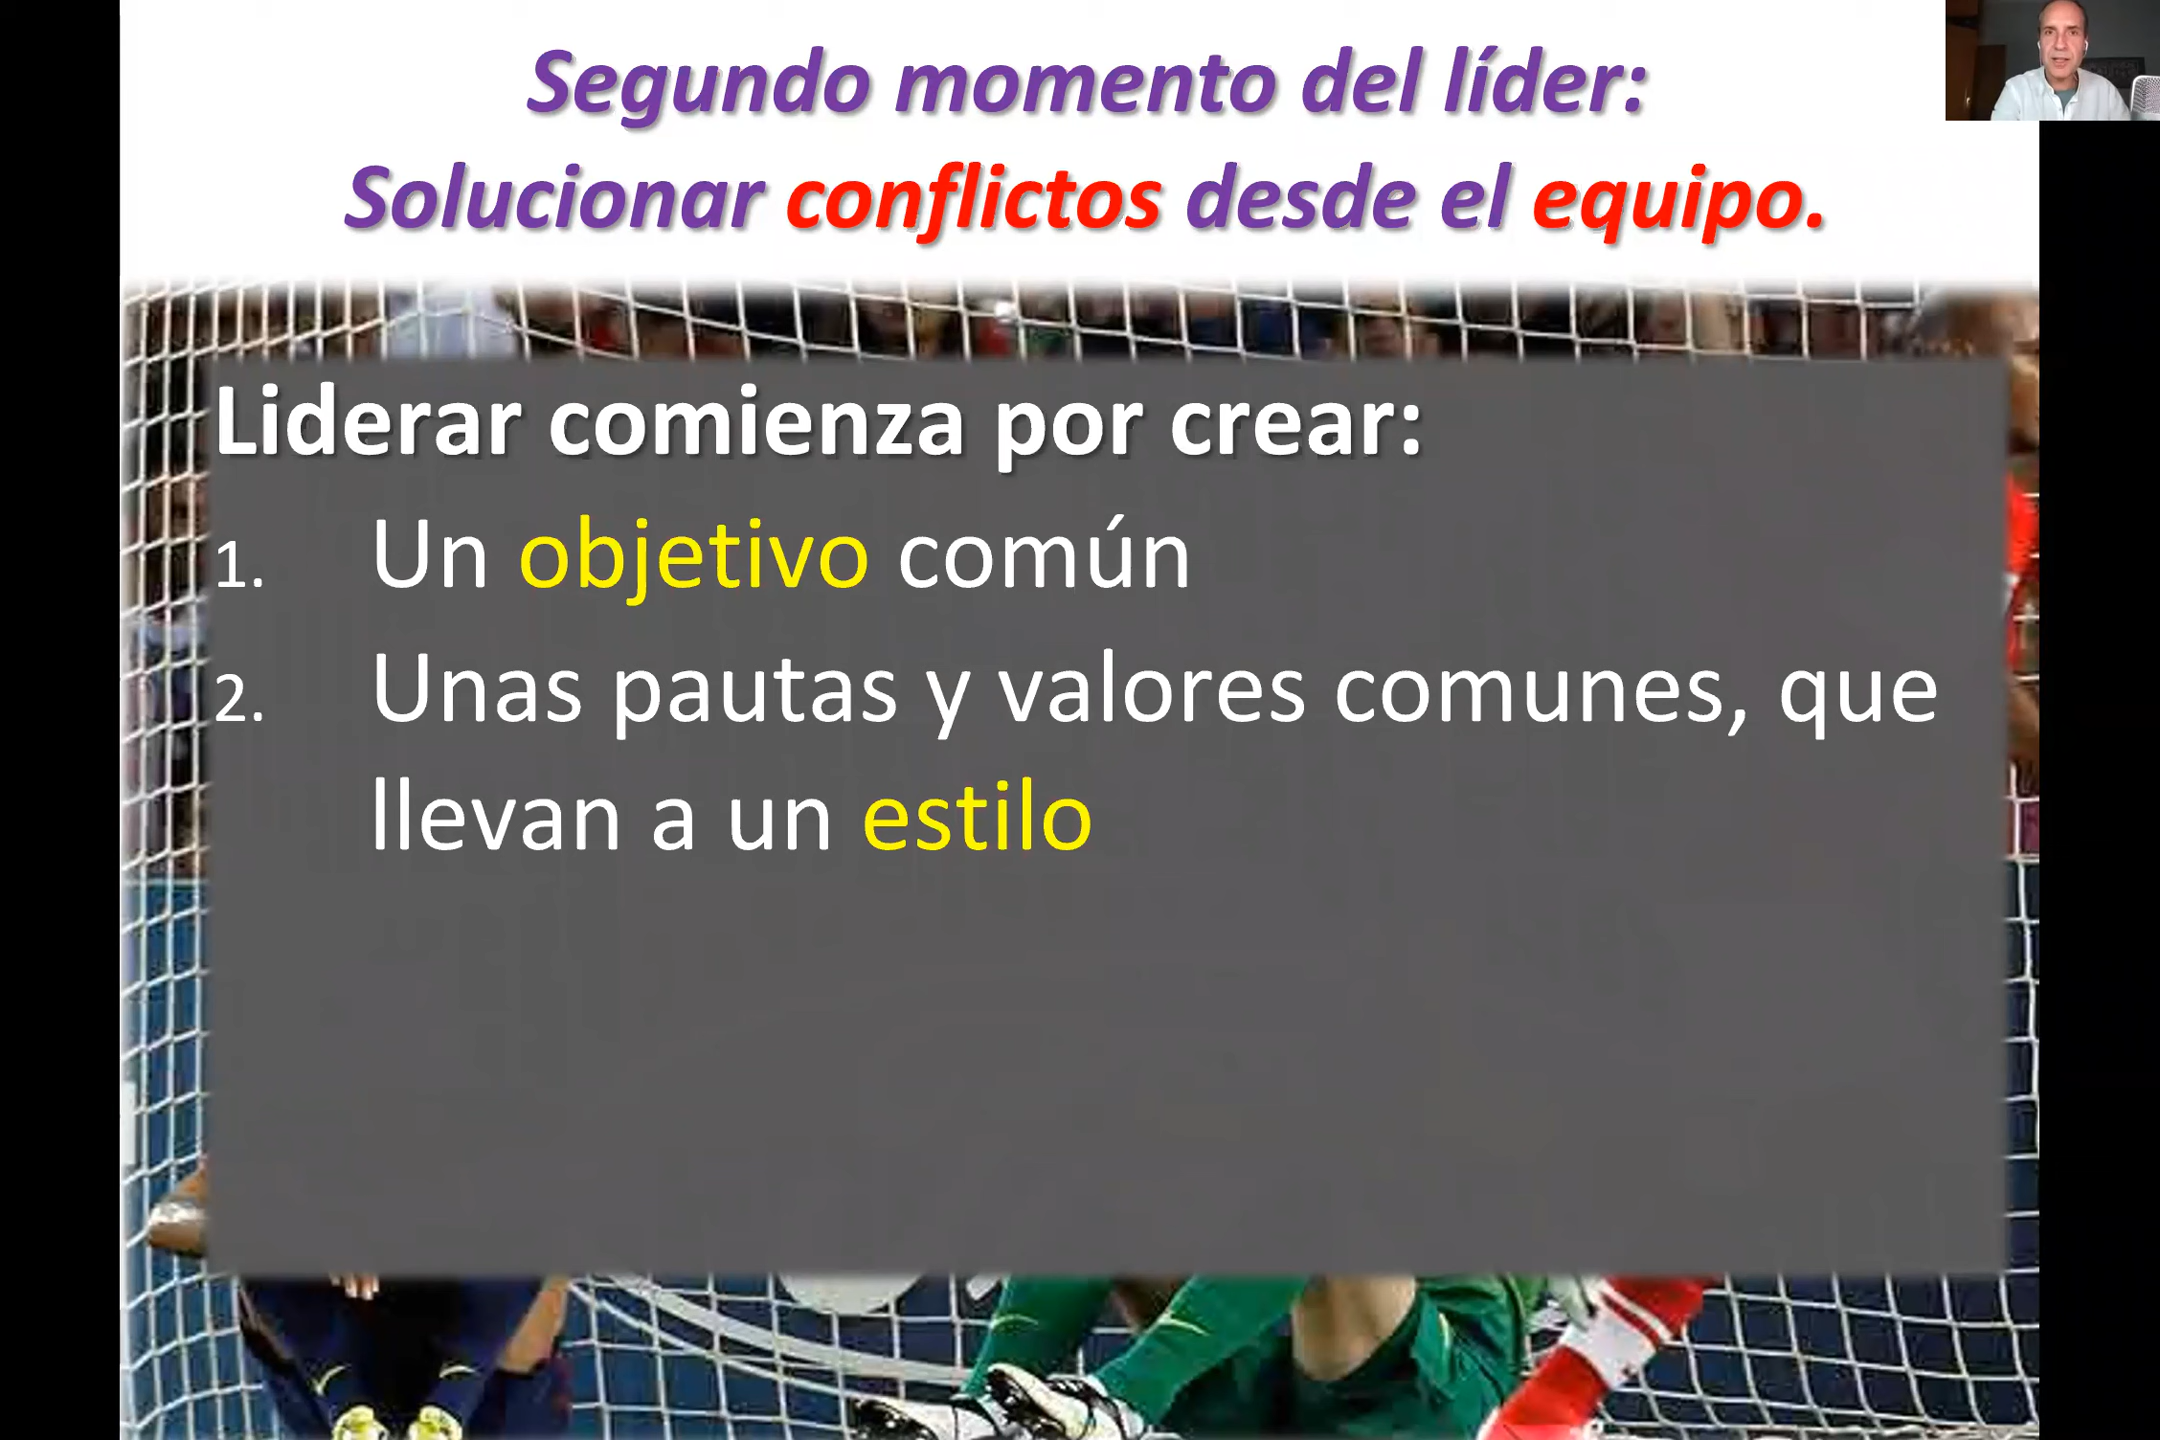 Segundo momento del líder:
Solucionar conflictos desde el equipo.
Liderar comienza por crear:
1. Un objetivo común
2. Unas pautas y valores comunes, que
llevan a un estilo